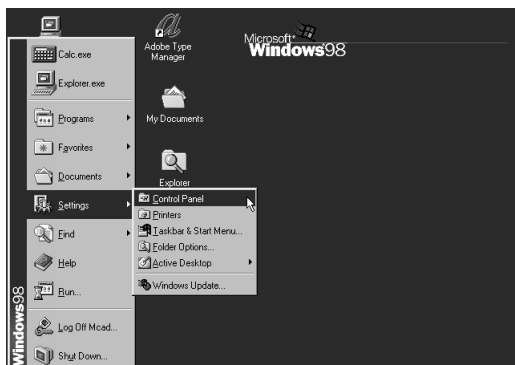 Calc.exe
Explorer.exe
Programs
Favorites
Documents
Settings
Find
Help
Run...
Log Off Mcad...
Shut Down...
Windows98
Adobe Type
Manager
My Documents
Explorer
Control Panel
Printers
Taskbar & Start Menu...
Folder Options...
Active Desktop
Windows Update...
Microsoft
Windows98